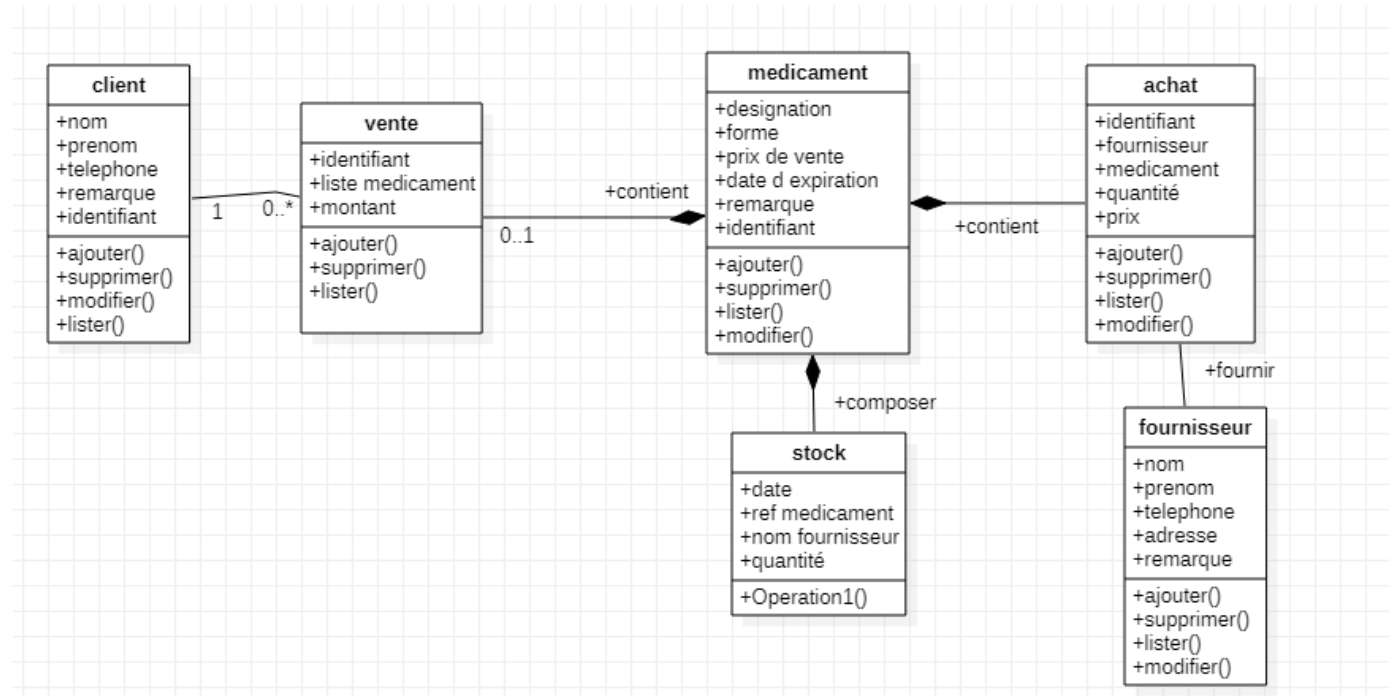 client
+nom
+prenom
+telephone
+remarque
+identifiant
+ajouter()
+supprimer()
+modifier()
+lister()
1
0..*
vente
+identifiant
+liste medicament
+montant
+ajouter()
+supprimer()
+lister()
0..1
+contient
medicament
+designation
+forme
+prix de vente
+date d expiration
+remarque
+identifiant
+ajouter()
+supprimer()
+lister()
+modifier()
+contient
achat
+identifiant
+fournisseur
+medicament
+quantité
+prix
+ajouter()
+supprimer()
+lister()
+modifier()
+composer
stock
+date
+ref medicament
+nom fournisseur
+quantité
+Operation1()
+fournir
fournisseur
+nom
+prenom
+telephone
+adresse
+remarque
+ajouter()
+supprimer()
+lister()
+modifier()